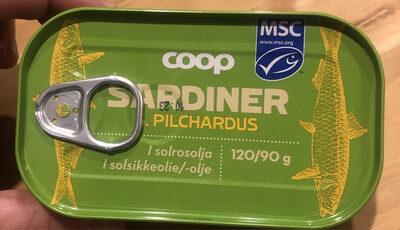 MSC
www.msc.org
coop
SARDINER
. PILCHARDUS
I solrosolja
I solsikkeolie/-olje
120/90 g